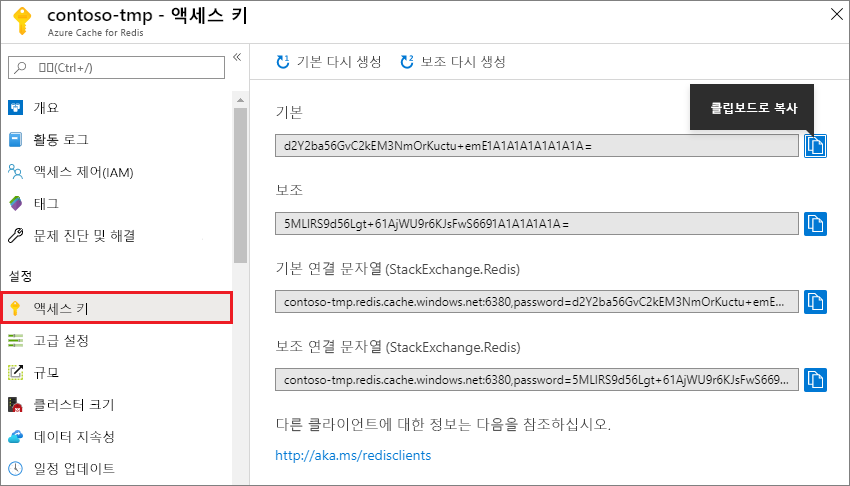 contoso-tmp - 액세스 키
Azure Cache for Redis
(Ctrl+/)
개요
활동 로그
액세스 제어(IAM)
태그
문제 진단 및 해결
설정
액세스 키
고급 설정
규모
클러스터 크기
데이터 지속성
일정 업데이트
기본 다시 생성 보조 다시 생성
클립보드로 복사
기본
d2Y2ba56GvC2kEM3NmOrKuctu+emE1A1A1A1A1A1A1A=
보조
5MLIRS9d56Lgt+61AjWU9r6KJsFwS6691A1A1A1A1A=
기본 연결 문자열 (StackExchange.Redis)
contoso-tmp.redis.cache.windows.net:6380,password=d2Y2ba56GvC2kEM3NmOrKuctu+emE...
보조 연결 문자열 (StackExchange.Redis)
contoso-tmp.redis.cache.windows.net:6380,password=5MLIRS9d56Lgt+61AjWU9r6KJsFwS669...
다른 클라이언트에 대한 정보는 다음을 참조하십시오.
http://aka.ms/redisclients